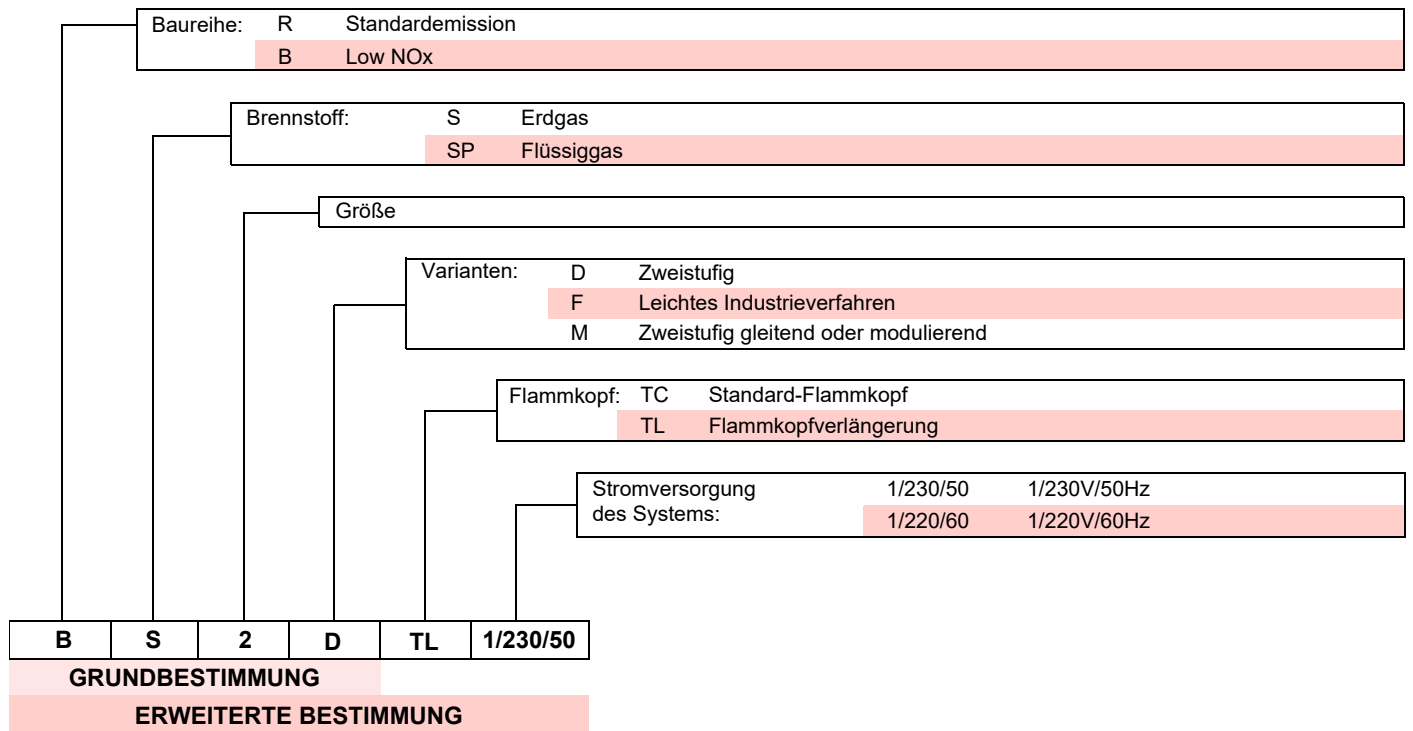 Baureihe: R Standardemission
B Low NOx
Brennstoff: S Erdgas
SP Flüssiggas
Größe
Varianten: D Zweistufig
F Leichtes Industrieverfahren
M Zweistufig gleitend oder modulierend
Flammkopf: TC Standard-Flammkopf
TL Flammkopfverlängerung
Stromversorgung 1/230/50 1/230V/50Hz
des Systems: 1/220/60 1/220V/60Hz
B S 2 D TL 1/230/50
GRUNDBESTIMMUNG
ERWEITERTE BESTIMMUNG